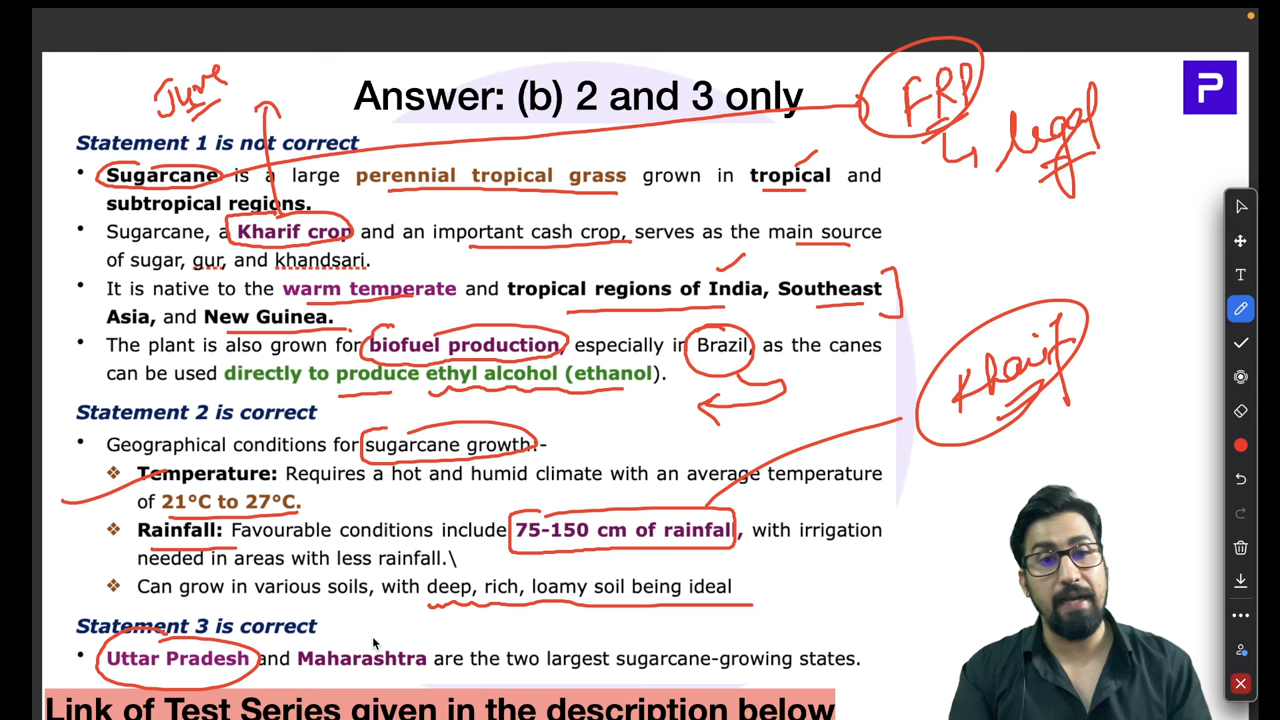 June
Answer: (b) 2 and 3 only
FRP
legal
P
Statement 1 is not correct
• Sugarcane is a large perennial tropical grass grown in tropical and
subtropical regions.
• Sugarcane, a Kharif crop and an important cash crop, serves as the main source
of sugar, gur, and khandsari.
• It is native to the warm temperate and tropical regions of India, Southeast
Asia, and New Guinea.
• The plant is also grown for biofuel production, especially in Brazil, as the canes
can be used directly to produce ethyl alcohol (ethanol).
Kharif
Statement 2 is correct
• Geographical conditions for sugarcane growth:-
❖ Temperature: Requires a hot and humid climate with an average temperature
of 21°C to 27°C.
❖ Rainfall: Favourable conditions include 75-150 cm of rainfall, with irrigation
needed in areas with less rainfall.\
❖ Can grow in various soils, with deep, rich, loamy soil being ideal
Statement 3 is correct
• Uttar Pradesh and Maharashtra are the two largest sugarcane-growing states.
Link of Test Series given in the description below